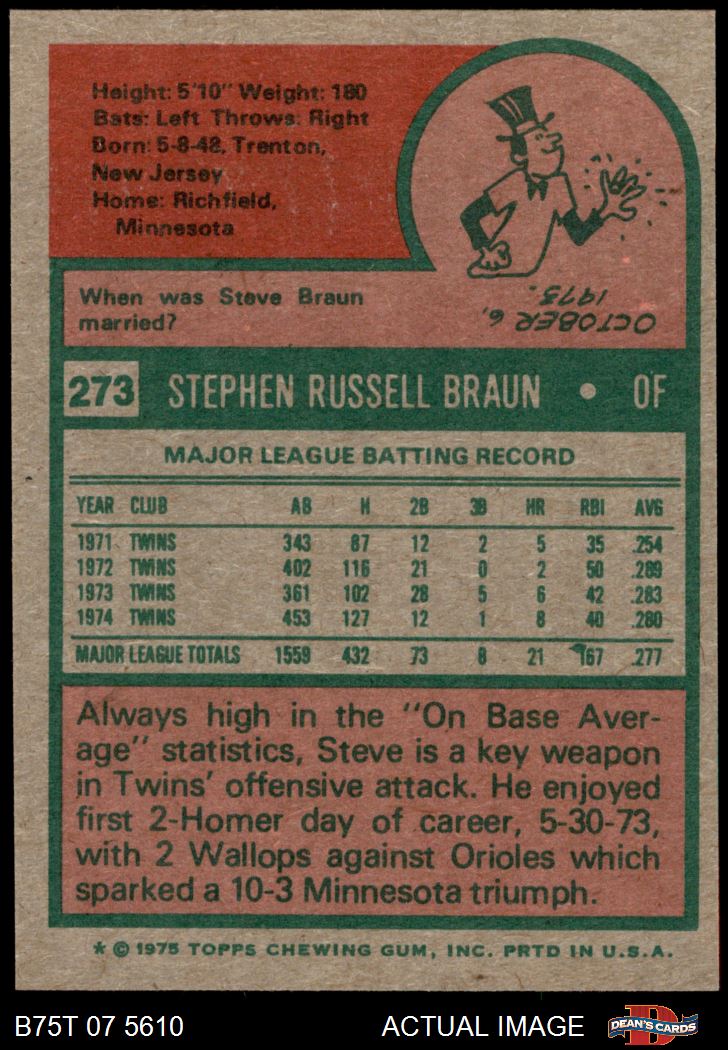 Height: 5'10" Weight: 180
Bats: Left Throws: Right
Born: 5-8-48, Trenton,
New Jersey
Home: Richfield,
Minnesota
When was Steve Braun
married?
OCTOBER 6,
1973.
273 STEPHEN RUSSELL BRAUN • OF
MAJOR LEAGUE BATTING RECORD
YEAR CLUB AB H 2B 3B HR RBI AVG
1971 TWINS 343 87 12 2 5 35 .254
1972 TWINS 402 116 21 0 2 50 .289
1973 TWINS 361 102 28 5 6 42 .283
1974 TWINS 453 127 12 1 8 40 .280
MAJOR LEAGUE TOTALS 1559 432 73 8 21 167 .277
Always high in the "On Base Aver-
age" statistics, Steve is a key weapon
in Twins' offensive attack. He enjoyed
first 2-Homer day of career, 5-30-73,
with 2 Wallops against Orioles which
sparked a 10-3 Minnesota triumph.
* © 1975 TOPPS CHEWING GUM, INC. PRTD IN U.S.A.
B75T 07 5610 ACTUAL IMAGE DEAN'S CARDS